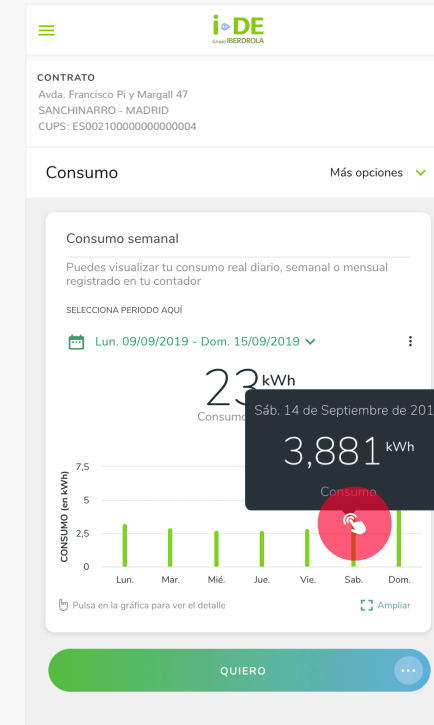 i-DE
Grupo IBERDROLA
CONTRATO
Avda. Francisco Pi y Margall 47
SANCHINARRO - MADRID
CUPS: ES002100000000000004
Consumo
Más opciones
Consumo semanal
Puedes visualizar tu consumo real diario, semanal o mensual
registrado en tu contador
SELECCIONA PERIODO AQUÍ
Lun. 09/09/2019 - Dom. 15/09/2019
23 kWh
Consumo
Sáb. 14 de Septiembre de 201
3,881 kWh
Consumo
CONSUMO (en kWh)
7,5
5
2,5
0
Lun. Mar. Mié. Jue. Vie. Sab. Dom.
Pulsa en la gráfica para ver el detalle
Ampliar
QUIERO